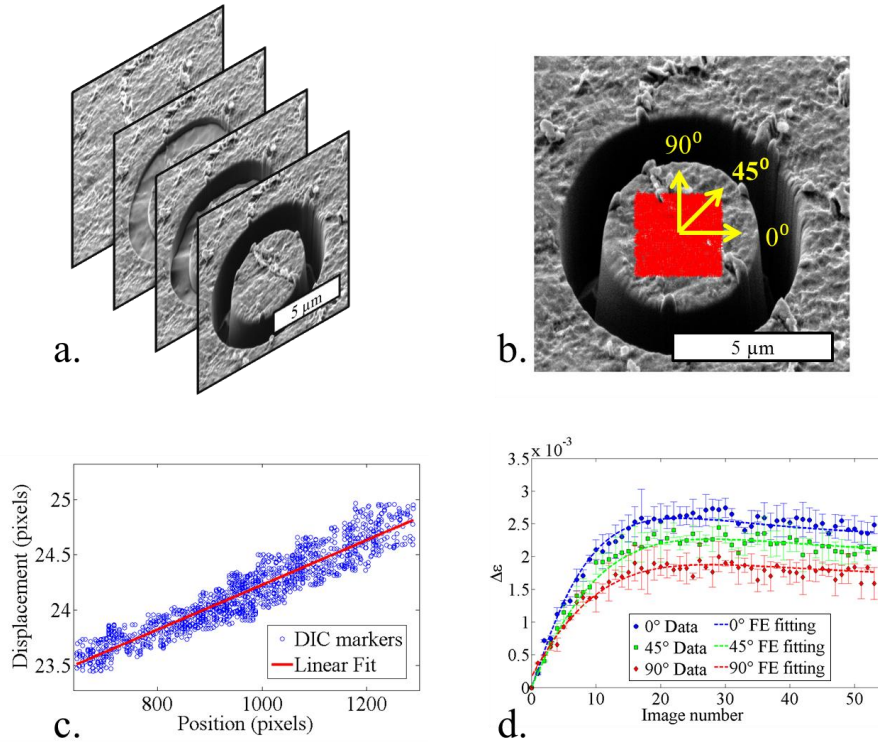 5 µm
a.
90⁰
45⁰
0⁰
5 µm
b.
Displacement (pixels)
25
24.5
24
23.5
800
1000
1200
Position (pixels)
DIC markers
Linear Fit
c.
x 10⁻³
Δε
3.5
3
2.5
2
1.5
1
0.5
0
0
10
20
30
40
50
Image number
0° Data
0° FE fitting
45° Data
45° FE fitting
90° Data
90° FE fitting
d.